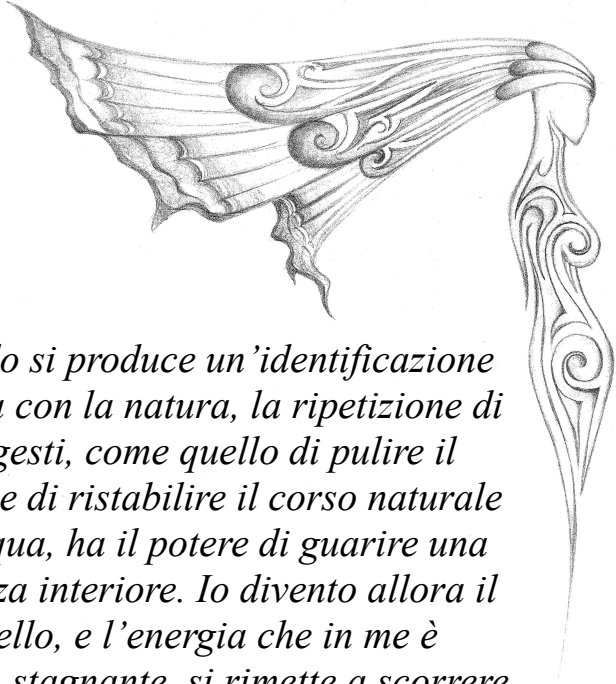 si produce un’identificazione
con la natura, la ripetizione di
gesti, come quello di pulire il
e di ristabilire il corso naturale
ha il potere di guarire una
interiore. Io divento allora il
e l’energia che in me è
stagnante, si rimette a scorrere